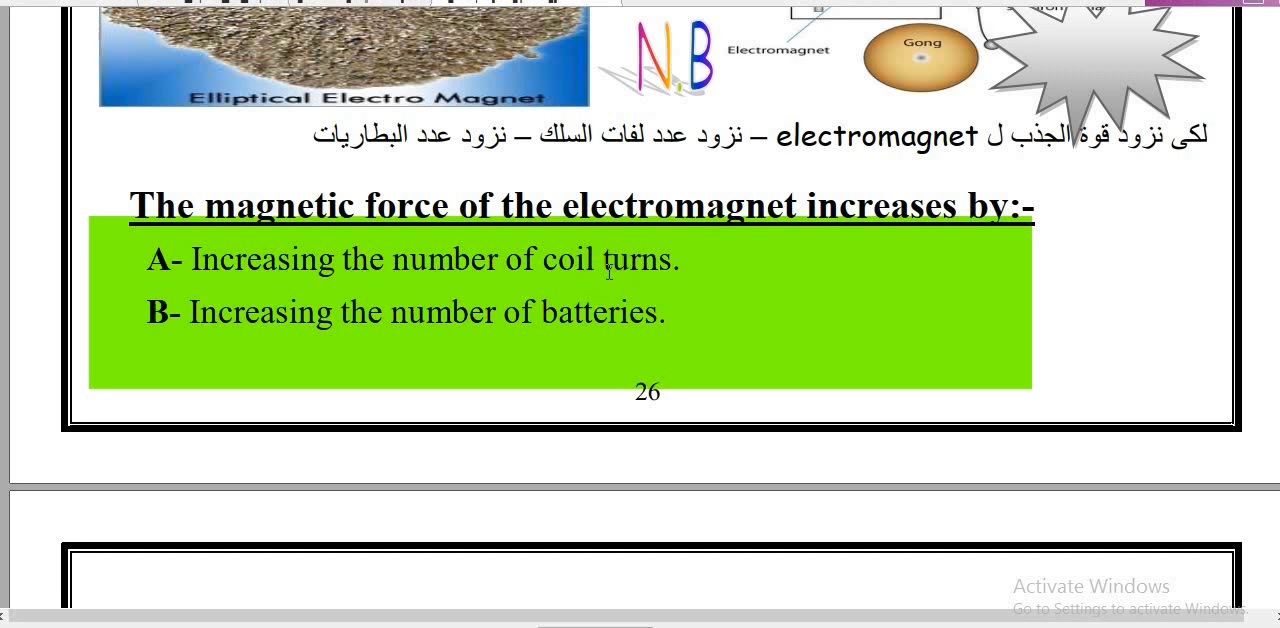 N.B
Electromagnet
Gong
Elliptical Electro Magnet
لكى نزود قوة الجذب ل electromagnet – نزود عدد لفات السلك – نزود عدد البطاريات
The magnetic force of the electromagnet increases by:-
A- Increasing the number of coil turns.
B- Increasing the number of batteries.
26
Activate Windows
Go to Settings to activate Windows.